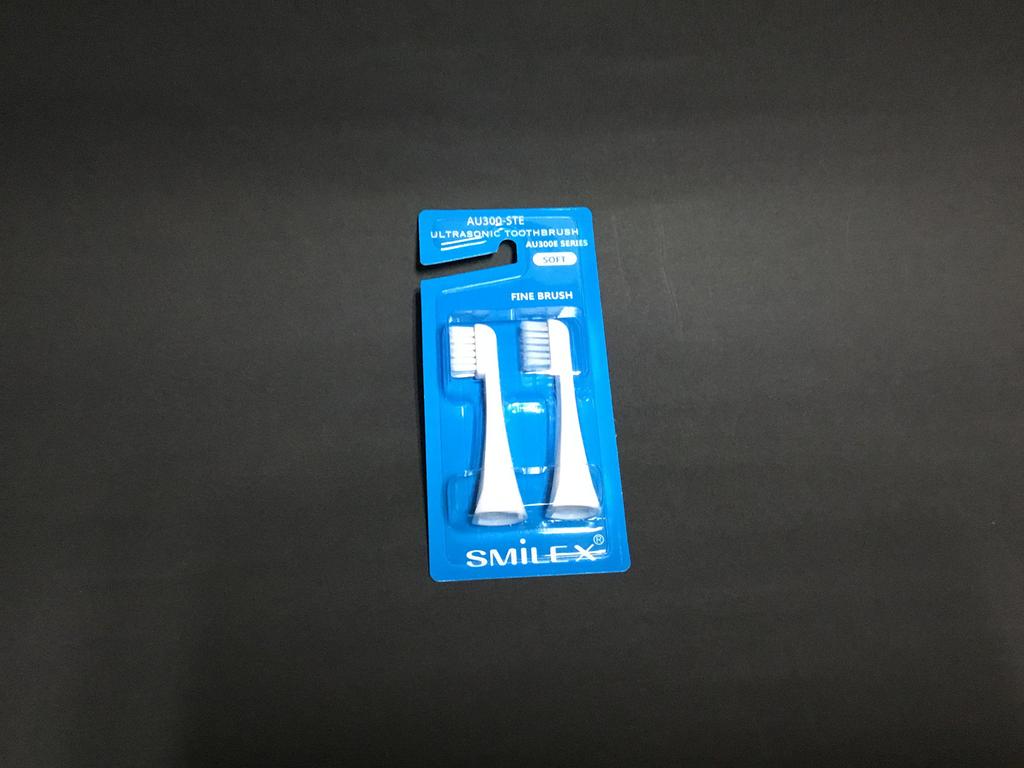 AU300-STE
ULTRASONIC TOOTHBRUSH
AU300E SERIES
SOFT
FINE BRUSH
SMiLEX®